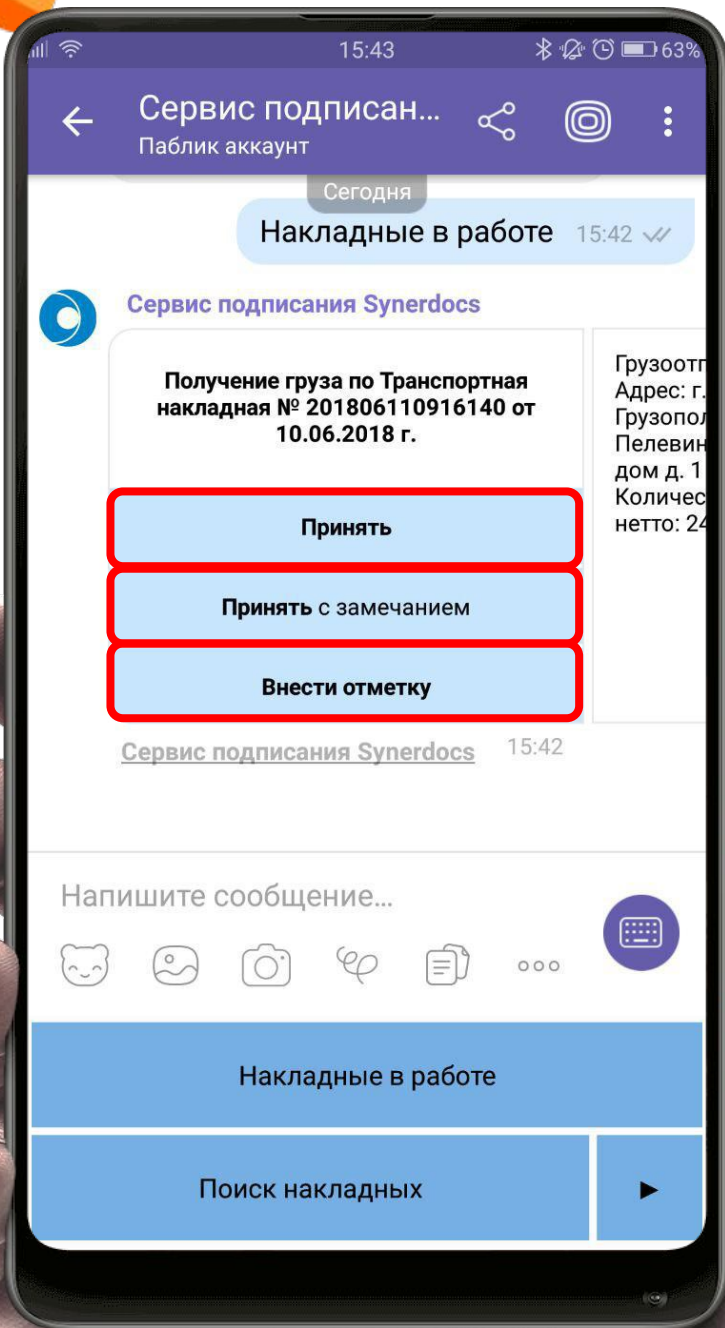 15:43
63%
Сервис подписан...
Паблик аккаунт
Сегодня
Накладные в работе 15:42
Сервис подписания Synerdocs
Получение груза по Транспортная
накладная № 201806110916140 от
10.06.2018 г.
Принять
Принять с замечанием
Внести отметку
Грузоотп
Адрес: г.
Грузопол
Пелевин
дом д. 1
Количес
нетто: 24
Сервис подписания Synerdocs 15:42
Напишите сообщение...
Накладные в работе
Поиск накладных